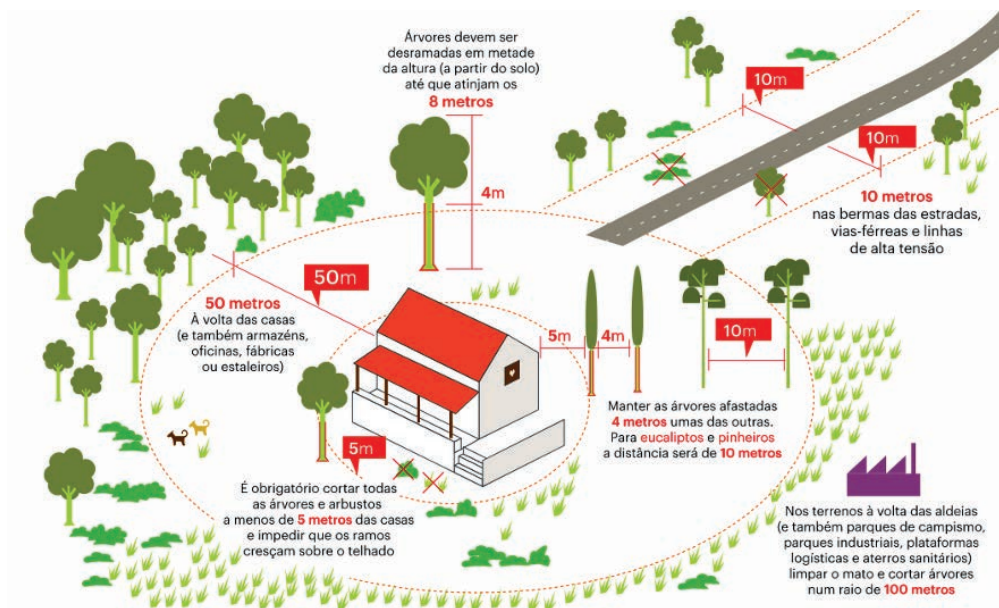 Árvores devem ser
desramadas em metade
da altura (a partir do solo)
até que atinjam os
8 metros
4m
10m
10m
10 metros
nas bermas das estradas,
vias-férreas e linhas
de alta tensão
50m
50 metros
À volta das casas
(e também armazéns,
oficinas, fábricas
ou estaleiros)
5m
4m
10m
Manter as árvores afastadas
4 metros umas das outras.
Para eucaliptos e pinheiros
a distância será de 10 metros
5m
É obrigatório cortar todas
as árvores e arbustos
a menos de 5 metros das casas
e impedir que os ramos
cresçam sobre o telhado
Nos terrenos à volta das aldeias
(e também parques de campismo,
parques industriais, plataformas
logísticas e aterros sanitários)
limpar o mato e cortar árvores
num raio de 100 metros